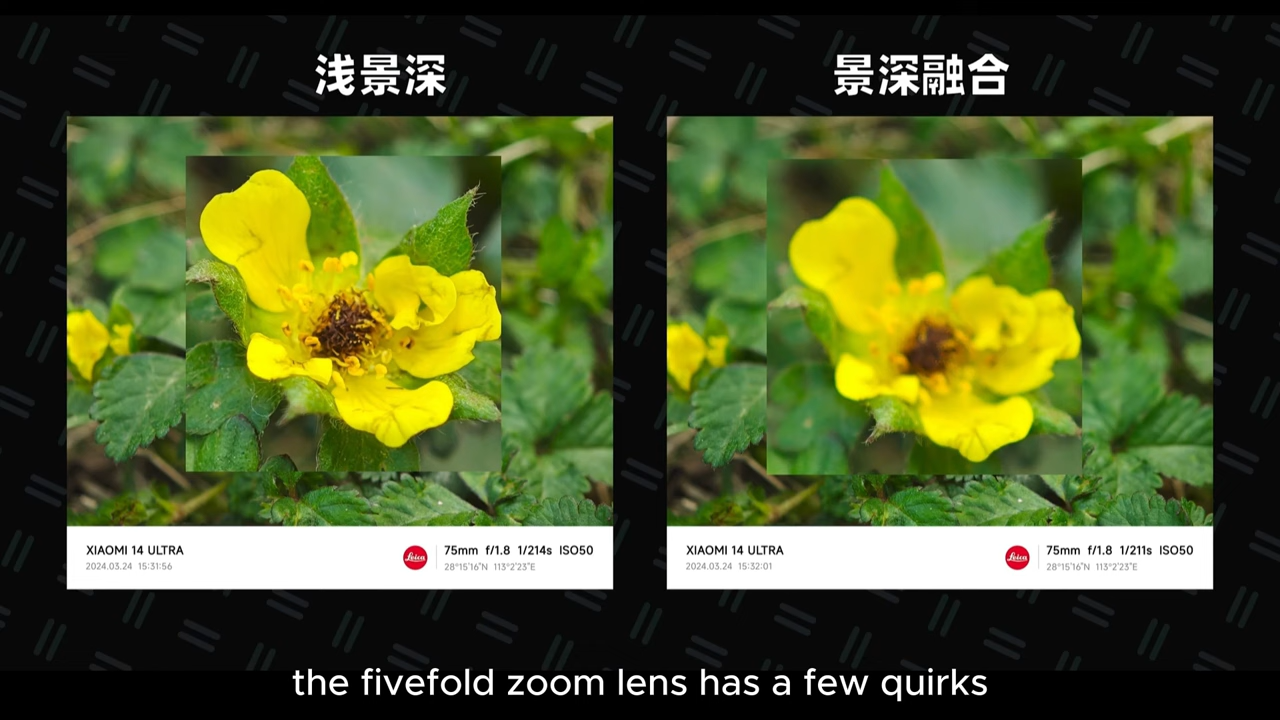 浅景深
景深融合
XIAOMI 14 ULTRA
2024.03.24 15:31:56
Leica
75mm f/1.8 1/214s ISO50
28°15'16"N 113°2'23"E
XIAOMI 14 ULTRA
2024.03.24 15:32:01
Leica
75mm f/1.8 1/211s ISO50
28°15'16"N 113°2'23"E
the fivefold zoom lens has a few quirks